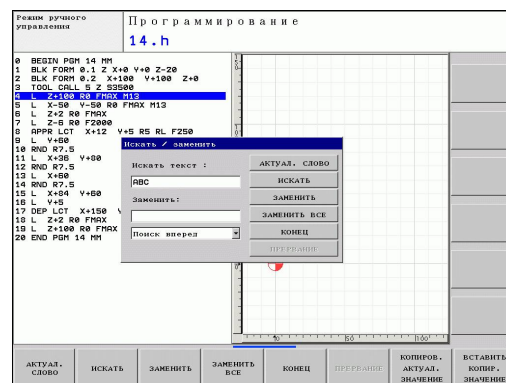 Режим ручного
управления
Программирование
14.h
0 BEGIN PGM 14 MM
1 BLK FORM 0.1 Z X+0 Y+0 Z-20
2 BLK FORM 0.2 X+100 Y+100 Z+0
3 TOOL CALL 5 Z S3500
4 L Z+100 R0 FMAX M13
5 L X-50 Y-50 R0 FMAX M13
6 L Z+2 R0 FMAX
7 L Z-6 R0 F2000
8 APPR LCT X+12 Y+5 R5 RL F250
9 L Y+60
10 RND R7.5
11 L X+36 Y+80
12 RND R7.5
13 L X+60
14 RND R7.5
15 L X+84 Y+60
16 L Y+5
17 DEP LCT X+150
18 L Z+2 R0 FMAX
19 L Z+100 R0 FMAX
20 END PGM 14 MM
Искать / заменить
Искать текст :
ABC
Заменить:
Поиск вперед
АКТУАЛ. СЛОВО
ИСКАТЬ
ЗАМЕНИТЬ
ЗАМЕНИТЬ ВСЕ
КОНЕЦ
ПРЕРВАНИЕ
50 100
АКТУАЛ.
СЛОВО
ИСКАТЬ
ЗАМЕНИТЬ
ЗАМЕНИТЬ
ВСЕ
КОНЕЦ
ПРЕРВАНИЕ
КОПИРОВ.
АКТУАЛ.
ЗНАЧЕНИЕ
ВСТАВИТЬ
КОПИР.
ЗНАЧЕНИЕ